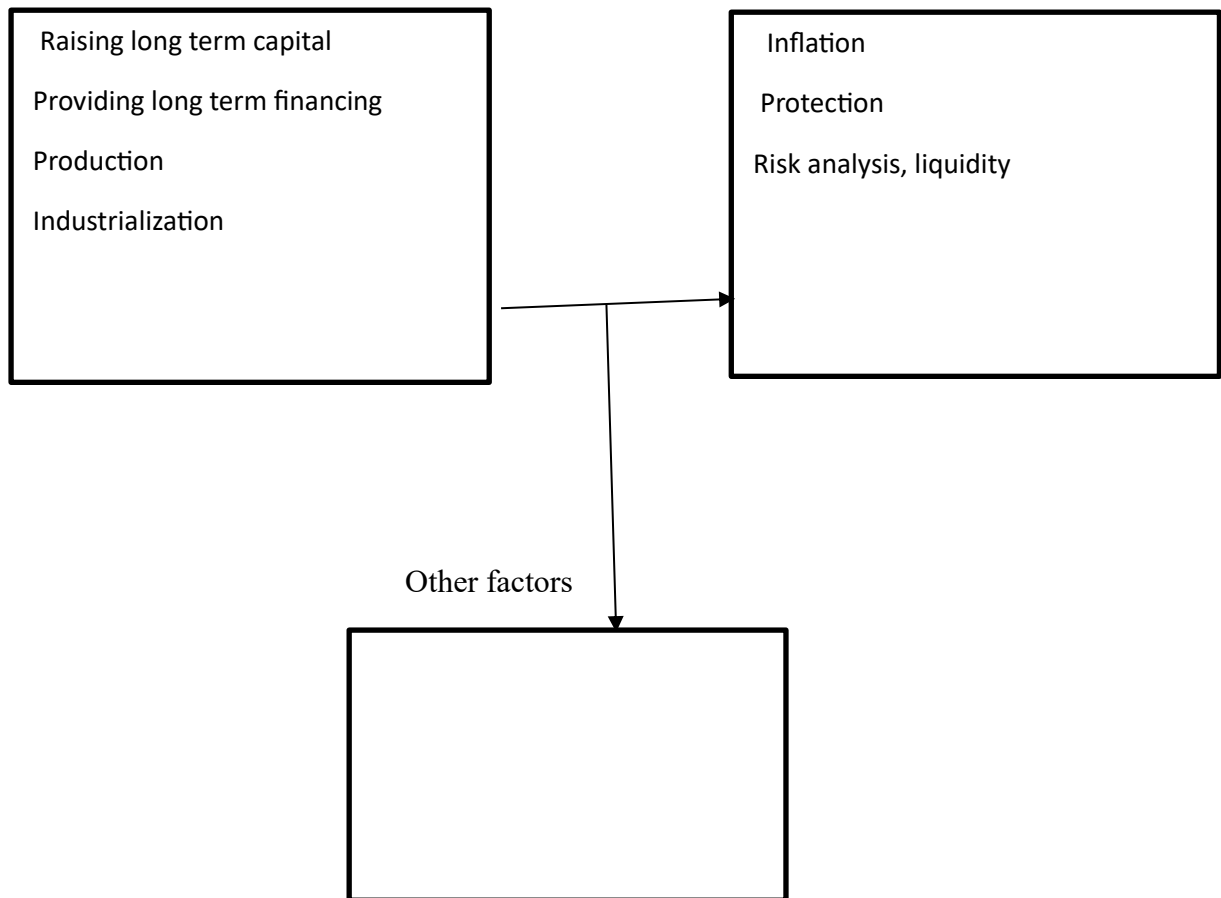 Raising long term capital
Providing long term financing
Production
Industrialization
Inflation
Protection
Risk analysis, liquidity
Other factors